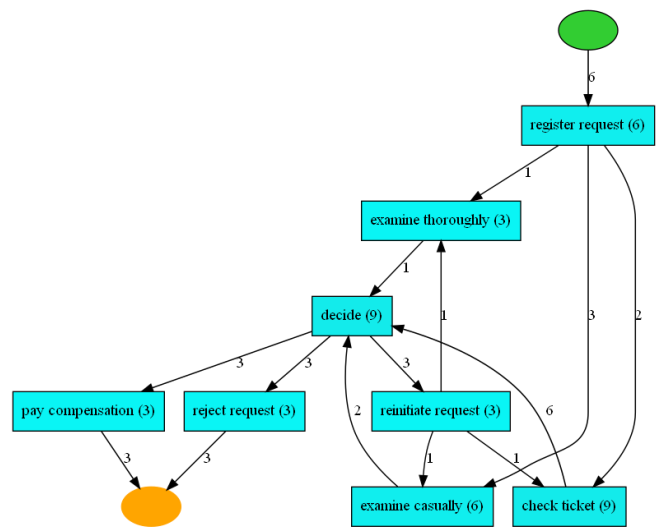 6
register request (6)
1
examine thoroughly (3)
1
1
3
2
decide (9)
3
3
3
2
6
pay compensation (3)
reject request (3)
reinitiate request (3)
3
3
1
1
examine casually (6)
check ticket (9)